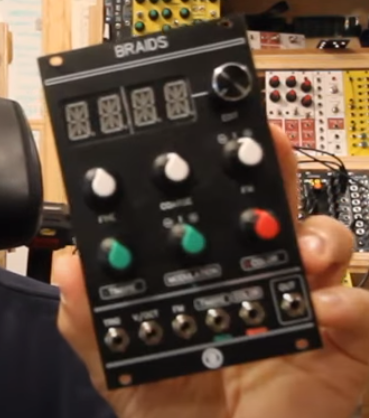 BRAIDS
EDIT
FINE COARSE FM
TIMBRE MODULATION COLOR
TRIG V/OCT FM TIMBRE COLOR OUT